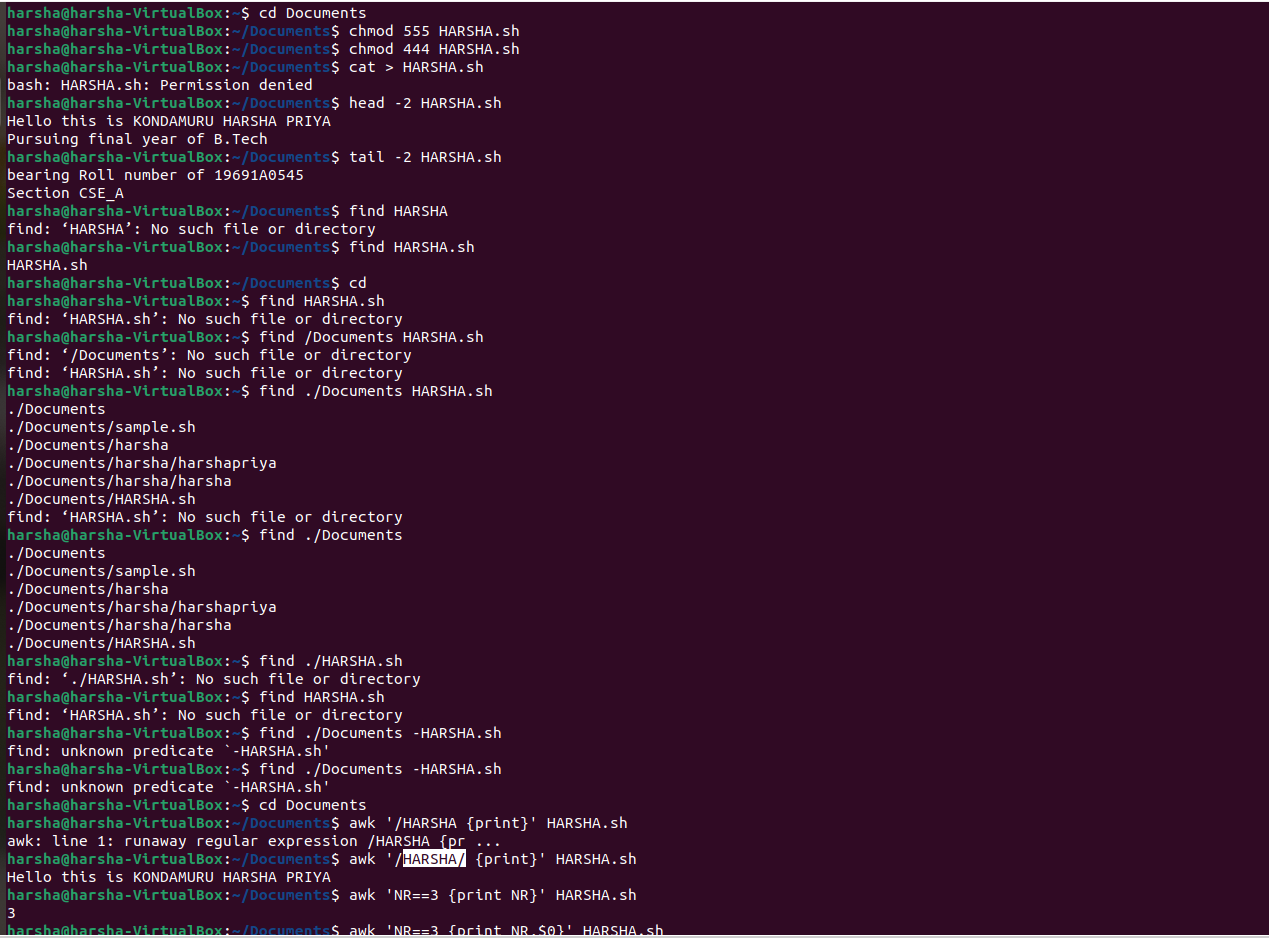 harsha@harsha-VirtualBox:~$ cd Documents
harsha@harsha-VirtualBox:~/Documents$ chmod 555 HARSHA.sh
harsha@harsha-VirtualBox:~/Documents$ chmod 444 HARSHA.sh
harsha@harsha-VirtualBox:~/Documents$ cat > HARSHA.sh
bash: HARSHA.sh: Permission denied
harsha@harsha-VirtualBox:~/Documents$ head -2 HARSHA.sh
Hello this is KONDAMURU HARSHA PRIYA
Pursuing final year of B.Tech
harsha@harsha-VirtualBox:~/Documents$ tail -2 HARSHA.sh
bearing Roll number of 19691A0545
Section CSE_A
harsha@harsha-VirtualBox:~/Documents$ find HARSHA
find: ‘HARSHA’: No such file or directory
harsha@harsha-VirtualBox:~/Documents$ find HARSHA.sh
HARSHA.sh
harsha@harsha-VirtualBox:~/Documents$ cd
harsha@harsha-VirtualBox:~$ find HARSHA.sh
find: ‘HARSHA.sh’: No such file or directory
harsha@harsha-VirtualBox:~$ find /Documents HARSHA.sh
find: ‘/Documents’: No such file or directory
find: ‘HARSHA.sh’: No such file or directory
harsha@harsha-VirtualBox:~$ find ./Documents HARSHA.sh
./Documents
./Documents/sample.sh
./Documents/harsha
./Documents/harsha/harshapriya
./Documents/harsha/harsha
./Documents/HARSHA.sh
find: ‘HARSHA.sh’: No such file or directory
harsha@harsha-VirtualBox:~$ find ./Documents
./Documents
./Documents/sample.sh
./Documents/harsha
./Documents/harsha/harshapriya
./Documents/harsha/harsha
./Documents/HARSHA.sh
harsha@harsha-VirtualBox:~$ find ./HARSHA.sh
find: ‘./HARSHA.sh’: No such file or directory
harsha@harsha-VirtualBox:~$ find HARSHA.sh
find: ‘HARSHA.sh’: No such file or directory
harsha@harsha-VirtualBox:~$ find ./Documents -HARSHA.sh
find: unknown predicate `-HARSHA.sh'
harsha@harsha-VirtualBox:~$ find ./Documents -HARSHA.sh
find: unknown predicate `-HARSHA.sh'
harsha@harsha-VirtualBox:~$ cd Documents
harsha@harsha-VirtualBox:~/Documents$ awk '/HARSHA {print}' HARSHA.sh
awk: line 1: runaway regular expression /HARSHA {pr ...
harsha@harsha-VirtualBox:~/Documents$ awk '/HARSHA/ {print}' HARSHA.sh
Hello this is KONDAMURU HARSHA PRIYA
harsha@harsha-VirtualBox:~/Documents$ awk 'NR==3 {print NR}' HARSHA.sh
3
harsha@harsha-VirtualBox:~/Documents$ awk 'NR==3 {print NR,$0}' HARSHA.sh